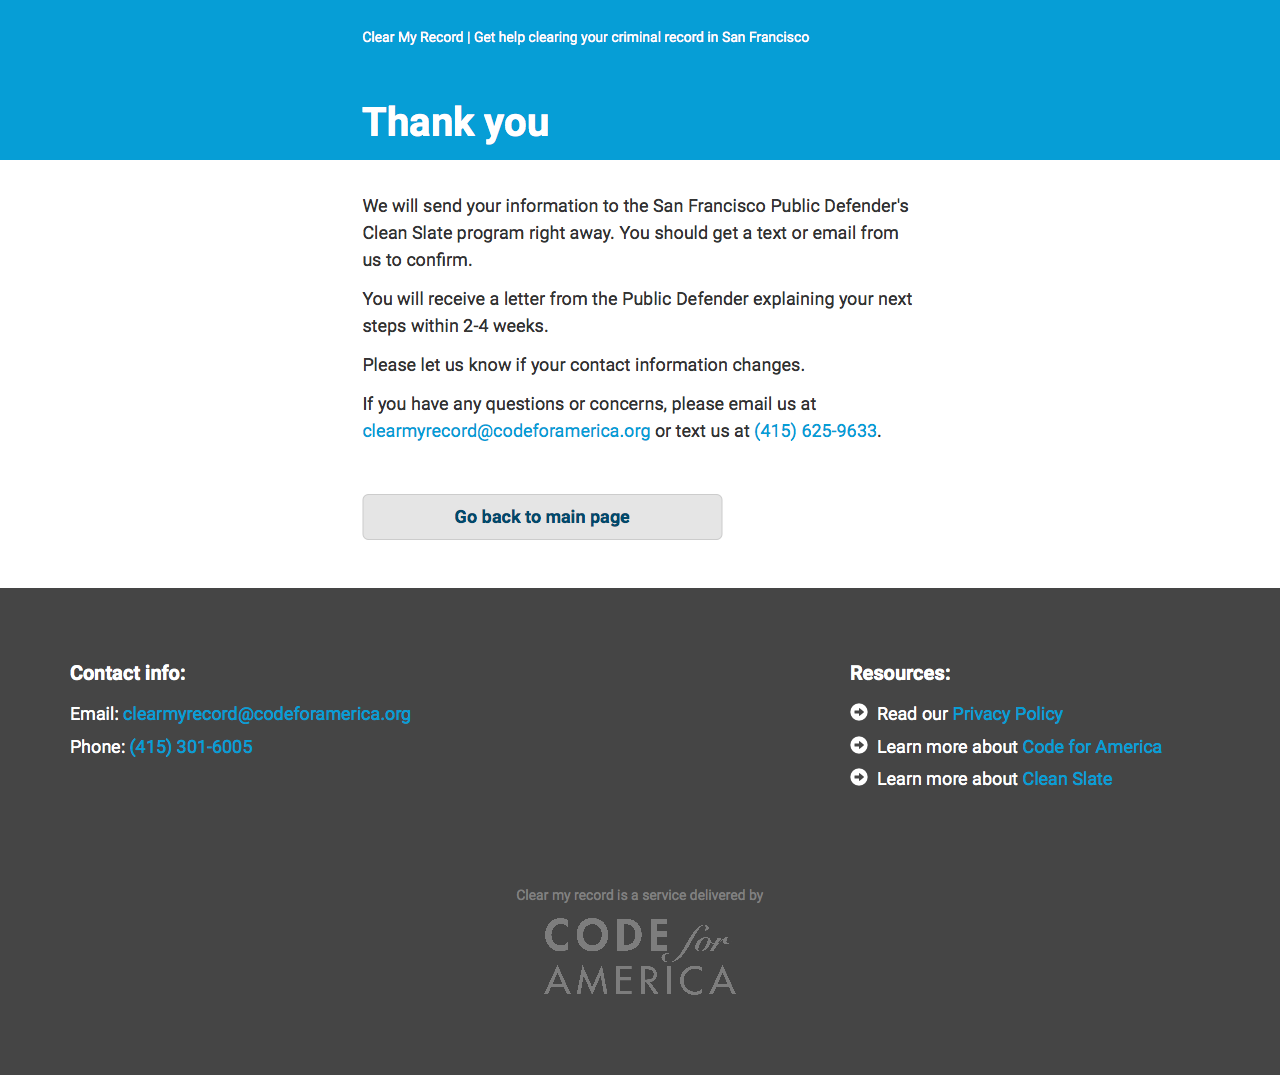 Clear My Record | Get help clearing your criminal record in San Francisco
Thank you
We will send your information to the San Francisco Public Defender's
Clean Slate program right away. You should get a text or email from
us to confirm.
You will receive a letter from the Public Defender explaining your next
steps within 2-4 weeks.
Please let us know if your contact information changes.
If you have any questions or concerns, please email us at
clearmyrecord@codeforamerica.org or text us at (415) 625-9633.
Go back to main page
Contact info:
Email: clearmyrecord@codeforamerica.org
Phone: (415) 301-6005
Resources:
Read our Privacy Policy
Learn more about Code for America
Learn more about Clean Slate
Clear my record is a service delivered by
CODE for
AMERICA